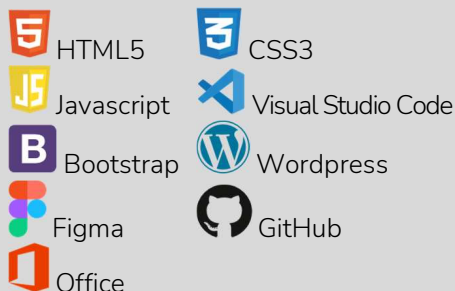 HTML5 CSS3
Javascript Visual Studio Code
Bootstrap Wordpress
Figma GitHub
Office